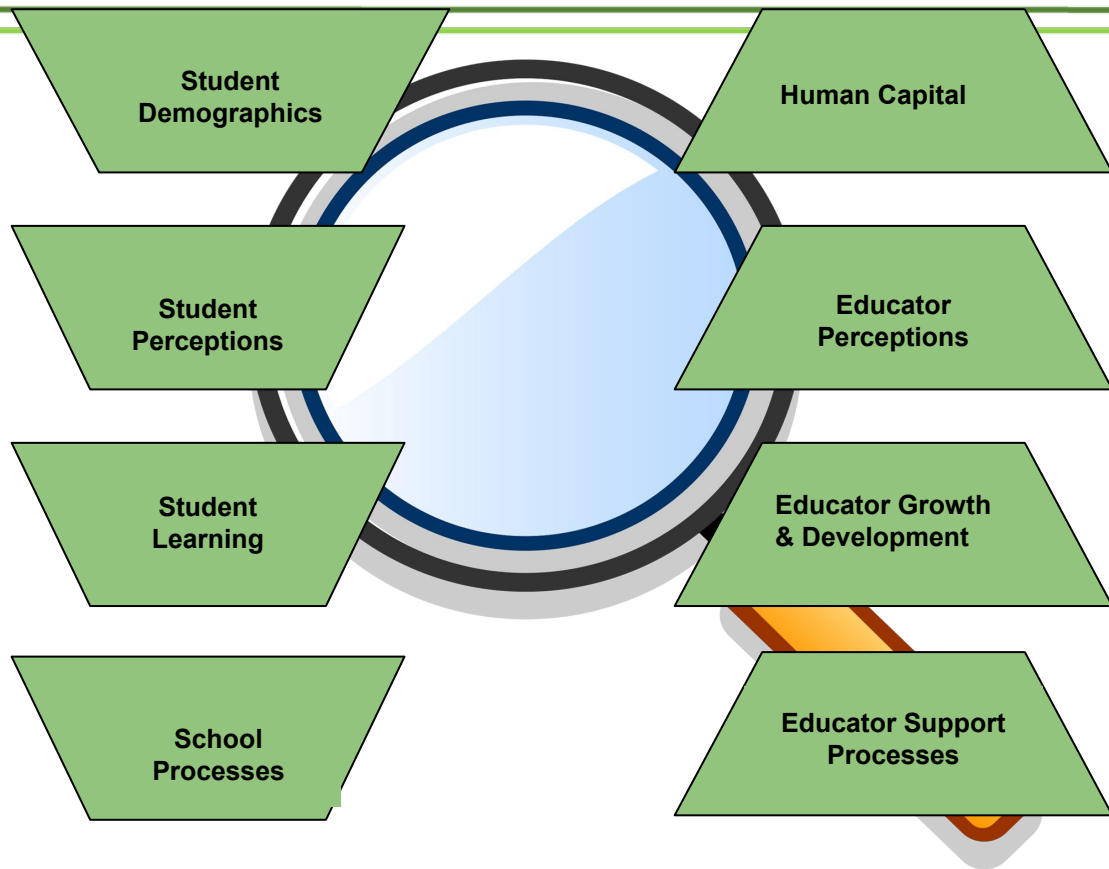 Student
Demographics
Human Capital
Student
Perceptions
Educator
Perceptions
Student
Learning
Educator Growth
& Development
School
Processes
Educator Support
Processes